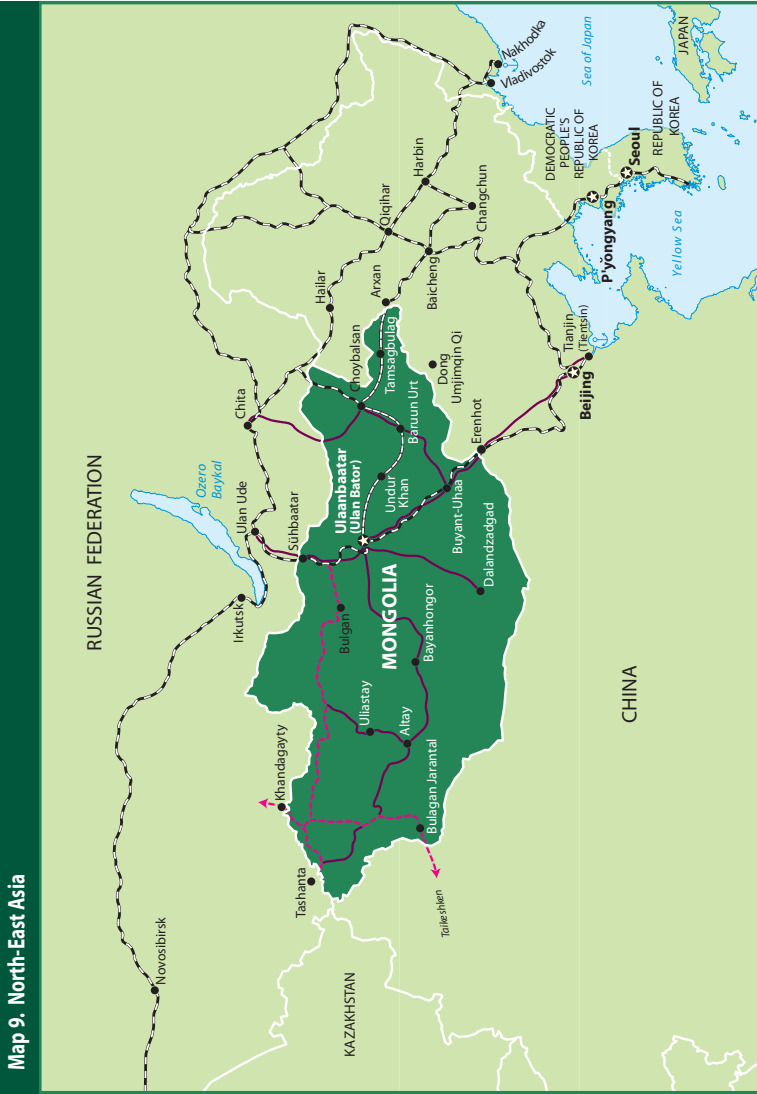 Map 9. North-East Asia
RUSSIAN FEDERATION
Novosibirsk
Irkutsk
Ozero
Baykal
Ulan Ude
Chita
Sühbaatar
Hailar
Qiqihar
Harbin
Nakhodka
Vladivostok
Sea of Japan
JAPAN
Arxan
Baicheng
Changchun
Khandagayty
Tashanta
Bulgan
Ulaanbaatar
(Ulan Bator)
Choybalsan
Tamsagbulag
Undur
Khan
Baruun Urt
Dong
Umjimqin Qi
MONGOLIA
Uliastay
Altay
Bayanhongor
Bulagan Jarantal
Taikeshken
Buyant-Uhaa
Dalandzadgad
Erenhot
KAZAKHSTAN
CHINA
Beijing
Tianjin
(Tientsin)
DEMOCRATIC
PEOPLE'S
REPUBLIC OF
KOREA
P'yŏngyang
Seoul
REPUBLIC OF
KOREA
Yellow Sea